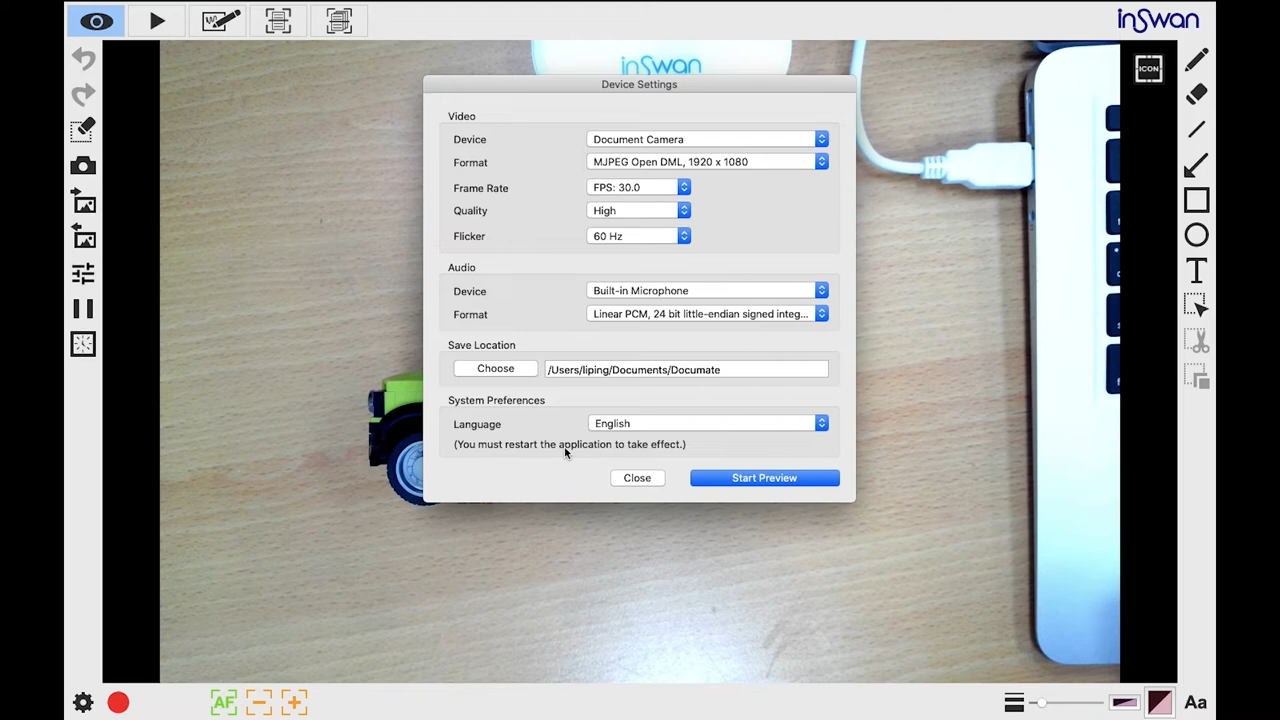 inSwan
ICON
inSwan
Device Settings
Video
Device Document Camera
Format MJPEG Open DML, 1920 x 1080
Frame Rate FPS: 30.0
Quality High
Flicker 60 Hz
Audio
Device Built-in Microphone
Format Linear PCM, 24 bit little-endian signed integ...
Save Location
Choose /Users/liping/Documents/Documate
System Preferences
Language English
(You must restart the application to take effect.)
Close Start Preview
T
AF
Aa